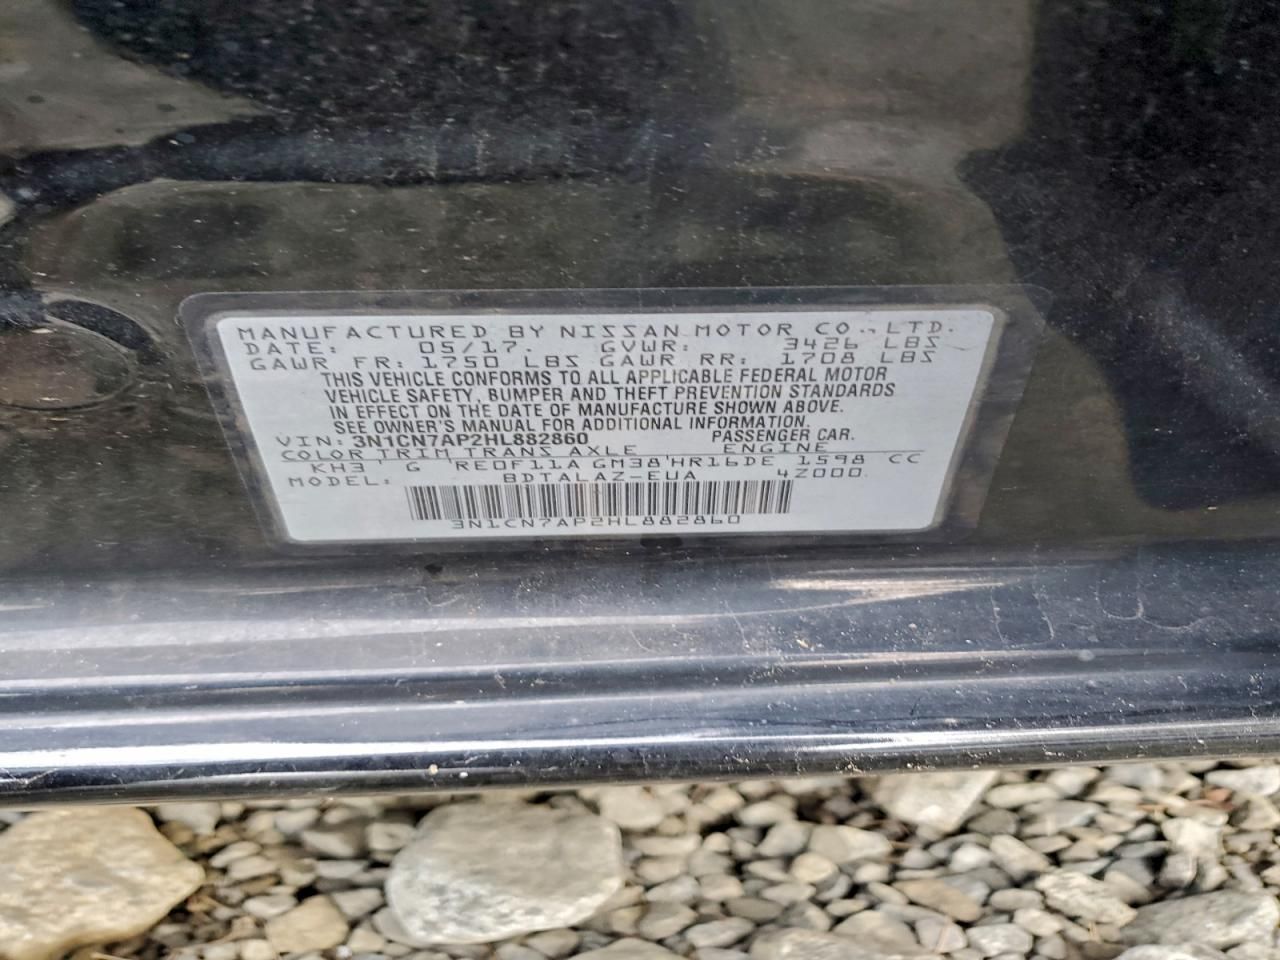 MANUFACTURED BY NISSAN MOTOR CO., LTD.
DATE: 05/17. GVWR: 3426 LBS
GAWR FR: 1750 LBS GAWR RR: 1708 LBS
THIS VEHICLE CONFORMS TO ALL APPLICABLE FEDERAL MOTOR
VEHICLE SAFETY, BUMPER AND THEFT PREVENTION STANDARDS
IN EFFECT ON THE DATE OF MANUFACTURE SHOWN ABOVE.
SEE OWNER'S MANUAL FOR ADDITIONAL INFORMATION.
VIN: 3N1CN7AP2HL882860 PASSENGER CAR.
COLOR TRIM TRANS AXLE ENGINE
KH3 G RE0F11A GM38 HR16DE 1598 CC
MODEL: BDTALAZ-EUA 4Z000
3N1CN7AP2HL882860